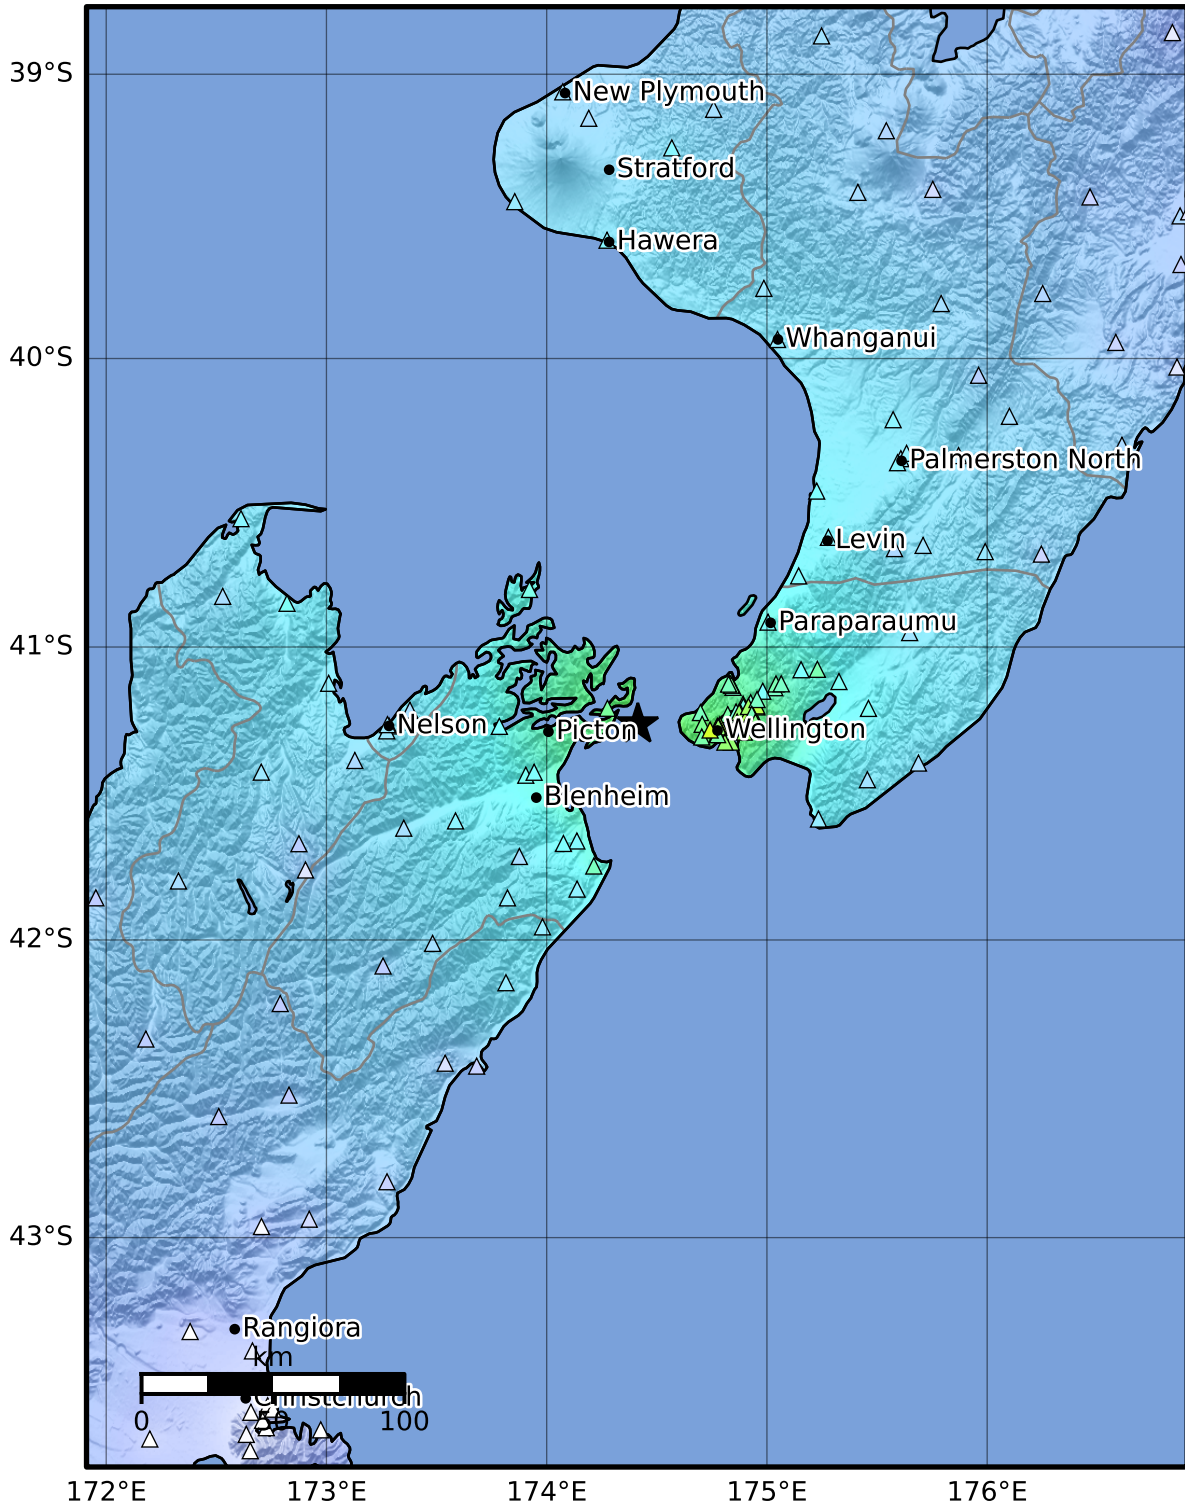 39°S
New Plymouth
Stratford
Hawera
Whanganui
40°S
Palmerston North
Levin
Paraparaumu
41°S
Nelson
Picton
Wellington
Blenheim
42°S
43°S
Rangiora
km
Christchurch
0
100
172°E
173°E
174°E
175°E
176°E